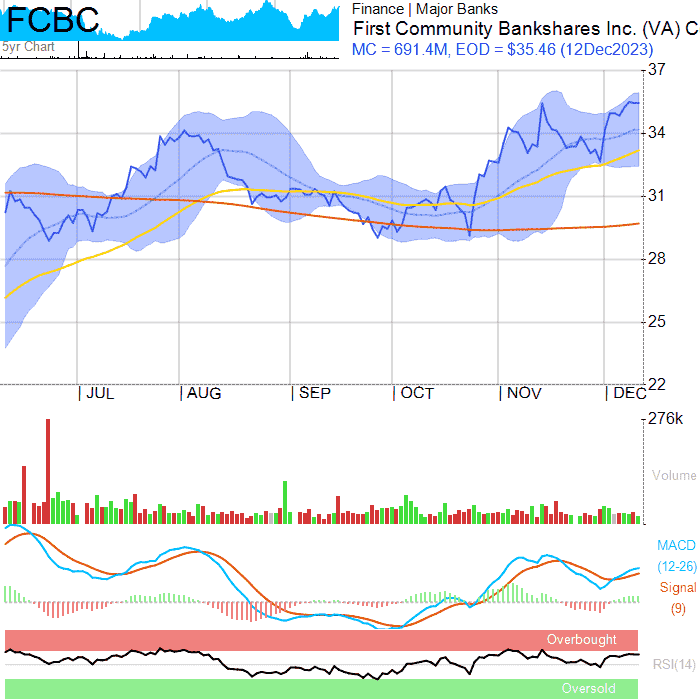 FCBC
5yr Chart
Finance | Major Banks
First Community Bankshares Inc. (VA) C
MC = 691.4M, EOD = $35.46 (12Dec2023)
37
34
31
28
25
22
| JUL | AUG | SEP | OCT | NOV | DEC
276k
Volume
MACD
(12-26)
Signal
(9)
Overbought
RSI(14)
Oversold